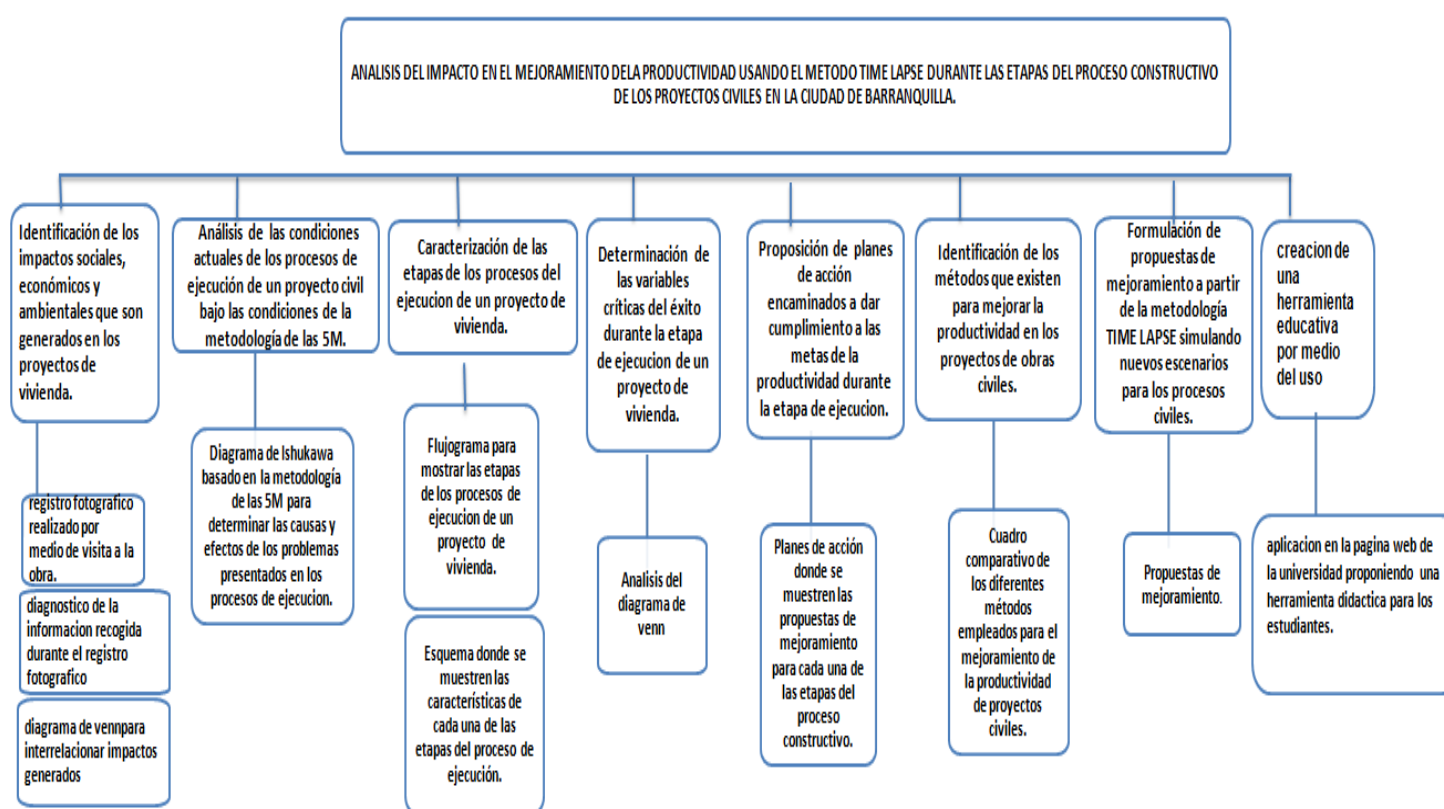 ANALISIS DEL IMPACTO EN EL MEJORAMIENTO DELA PRODUCTIVIDAD USANDO EL METODO TIME LAPSE DURANTE LAS ETAPAS DEL PROCESO CONSTRUCTIVO
DE LOS PROYECTOS CIVILES EN LA CIUDAD DE BARRANQUILLA.
Identificación de los
impactos sociales,
económicos y
ambientales que son
generados en los
proyectos de
vivienda.
registro fotografico
realizado por
medio de visita a la
obra.
diagnostico de la
informacion recogida
durante el registro
fotografico
diagrama de vennpara
interrelacionar impactos
generados
Análisis de las condiciones
actuales de los procesos de
ejecución de un proyecto civil
bajo las condiciones de la
metodología de las 5M.
Diagrama de Ishukawa
basado en la metodología
de las 5M para
determinar las causas y
efectos de los problemas
presentados en los
procesos de ejecucion.
Caracterización de las
etapas de los procesos del
ejecucion de un proyecto de
vivienda.
Flujograma para
mostrar las etapas
de los procesos de
ejecucion de un
proyecto de
vivienda.
Esquema donde se
muestren las
características de
cada una de las
etapas del proceso de
ejecución.
Determinación de
las variables
críticas del éxito
durante la etapa
de ejecucion de un
proyecto de
vivienda.
Analisis del
diagrama de
venn
Proposición de planes
de acción
encaminados a dar
cumplimiento a las
metas de la
productividad durante
la etapa de ejecucion.
Planes de acción
donde se
muestren las
propuestas de
mejoramiento
para cada una de
las etapas del
proceso
constructivo.
Identificación de los
métodos que existen
para mejorar la
productividad en los
proyectos de obras
civiles.
Cuadro
comparativo de
los diferentes
métodos
empleados para el
mejoramiento de
la productividad
de proyectos
civiles.
Formulación de
propuestas de
mejoramiento a partir
de la metodología
TIME LAPSE simulando
nuevos escenarios
para los procesos
civiles.
Propuestas de
mejoramiento.
creacion de
una
herramienta
educativa
por medio
del uso
aplicacion en la pagina web de
la universidad proponiendo una
herramienta didactica para los
estudiantes.